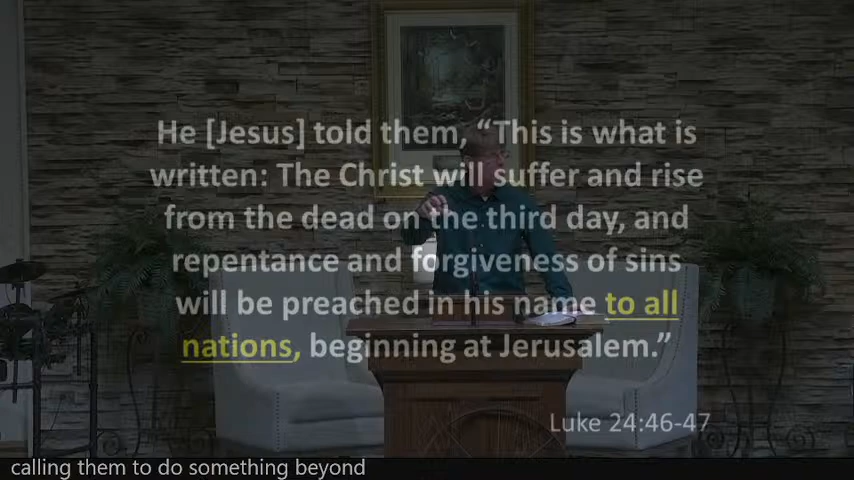 He [Jesus] told them, “This is what is
written: The Christ will suffer and rise
from the dead on the third day, and
repentance and forgiveness of sins
will be preached in his name to all
nations, beginning at Jerusalem.”
Luke 24:46-47
calling them to do something beyond